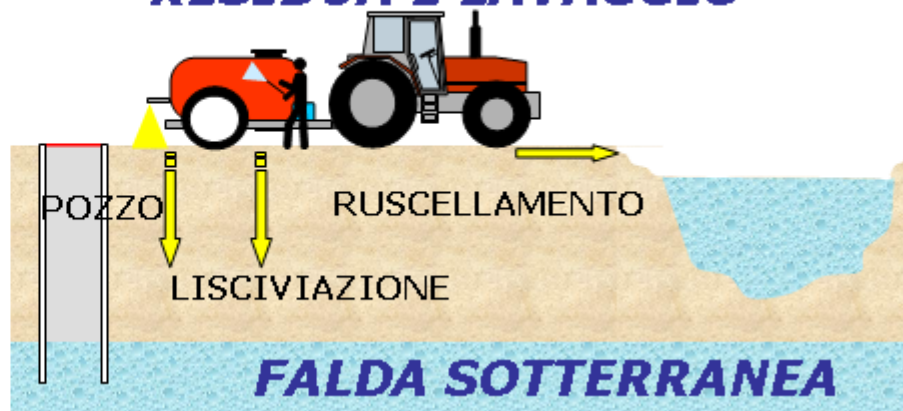 POZZO
RUSCELLAMENTO
LISCIVIAZIONE
FALDA SOTTERRANEA